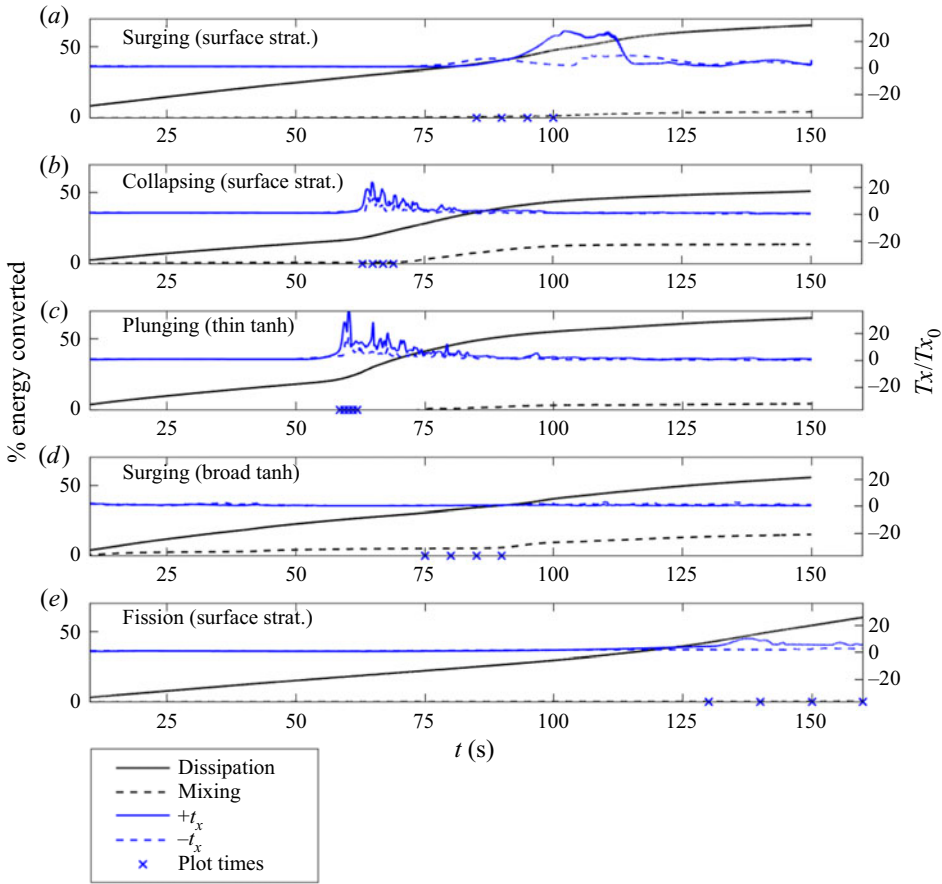 (a)
Surging (surface strat.)
50
0
20
0
–20
25 50 75 100 125 150
(b)
Collapsing (surface strat.)
50
0
20
0
–20
25 50 75 100 125 150
(c)
Plunging (thin tanh)
50
0
20
0
–20
25 50 75 100 125 150
% energy converted
Tx/Tx0
(d)
Surging (broad tanh)
50
0
20
0
–20
25 50 75 100 125 150
(e)
Fission (surface strat.)
50
0
20
0
–20
25 50 75 100 125 150
t (s)
Dissipation
Mixing
+tx
–tx
Plot times